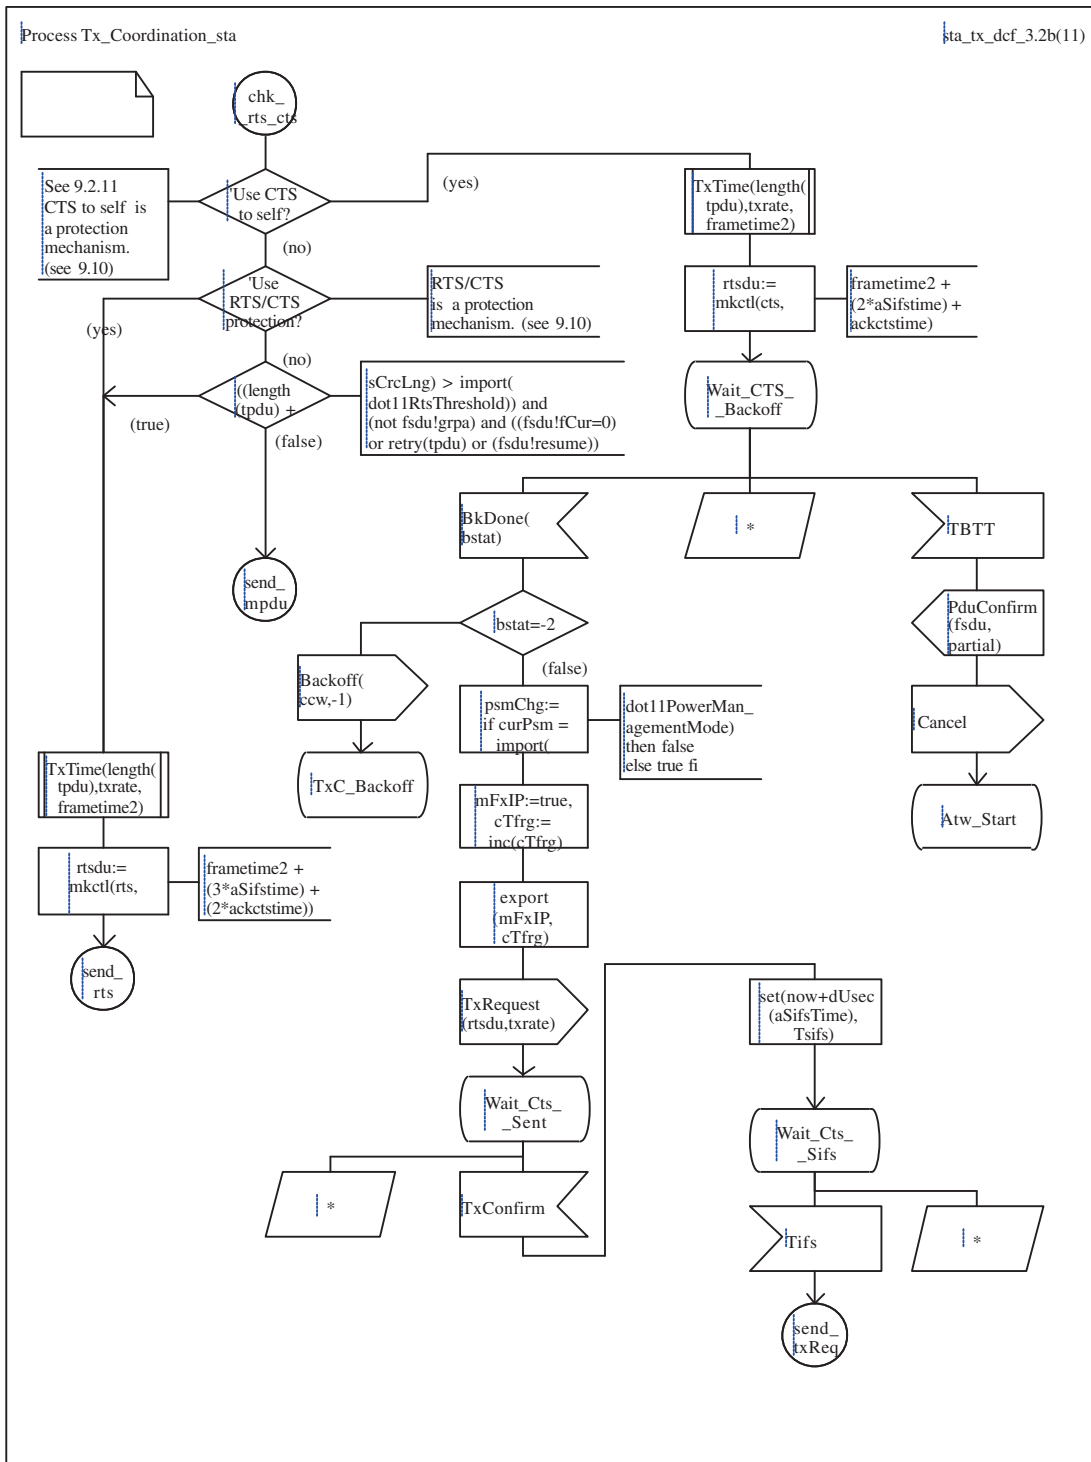 Process Tx_Coordination_sta
sta_tx_dcf_3.2b(11)
chk_
_rts_cts
See 9.2.11
CTS to self is
a protection
mechanism.
(see 9.10)
'Use CTS
to self?
(yes)
(no)
TxTime(length(
tpdu),txrate,
frametime2)
'Use
RTS/CTS
protection?
(yes)
(no)
RTS/CTS
is a protection
mechanism. (see 9.10)
rtsdu:=
mkctl(cts,
frametime2 +
(2*aSifstime) +
ackctstime)
((length
(tpdu) +
(true)
(false)
sCrcLng) > import(
dot11RtsThreshold)) and
(not fsdu!grpa) and ((fsdu!fCur=0)
or retry(tpdu) or (fsdu!resume))
Wait_CTS_
_Backoff
BkDone(
bstat)
*
TBTT
send_
mpdu
bstat=-2
(false)
PduConfirm
(fsdu,
partial)
Backoff(
ccw,-1)
psmChg:=
if curPsm =
import(
dot11PowerMan_
agementMode)
then false
else true fi
Cancel
TxC_Backoff
TxTime(length(
tpdu),txrate,
frametime2)
mFxIP:=true,
cTfrg:=
inc(cTfrg)
Atw_Start
rtsdu:=
mkctl(rts,
frametime2 +
(3*aSifstime) +
(2*ackctstime))
export
(mFxIP,
cTfrg)
send_
rts
TxRequest
(rtsdu,txrate)
set(now+dUsec
(aSifsTime),
Tsifs)
Wait_Cts_
_Sent
Wait_Cts_
_Sifs
*
TxConfirm
Tifs
*
send_
txReq